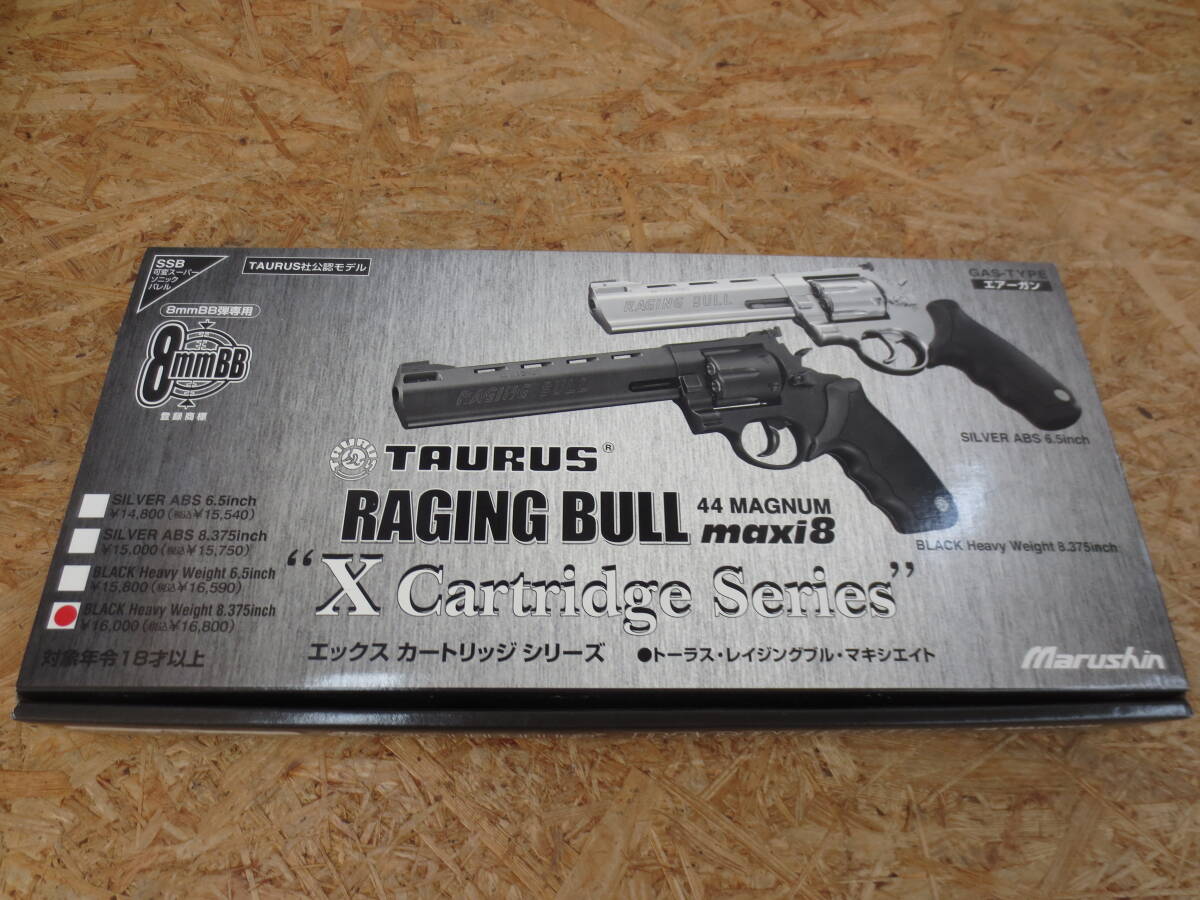 SSB
可変スーパー
ソニック
バレル
TAURUS社公認モデル
8mmBB弾専用
8mmBB
登録商標
GAS-TYPE
エアーガン
RAGING BULL
RAGING BULL
SILVER ABS 6.5inch
BLACK Heavy Weight 8.375inch
TAURUS®
RAGING BULL
44 MAGNUM
maxi8
"X Cartridge Series"
エックス カートリッジ シリーズ ●トーラス・レイジングブル・マキシエイト
SILVER ABS 6.5inch
¥14,800(税込¥15,540)
SILVER ABS 8.375inch
¥15,000(税込¥15,750)
BLACK Heavy Weight 6.5inch
¥15,800(税込¥16,590)
BLACK Heavy Weight 8.375inch
¥16,000(税込¥16,800)
対象年令18才以上
Marushin